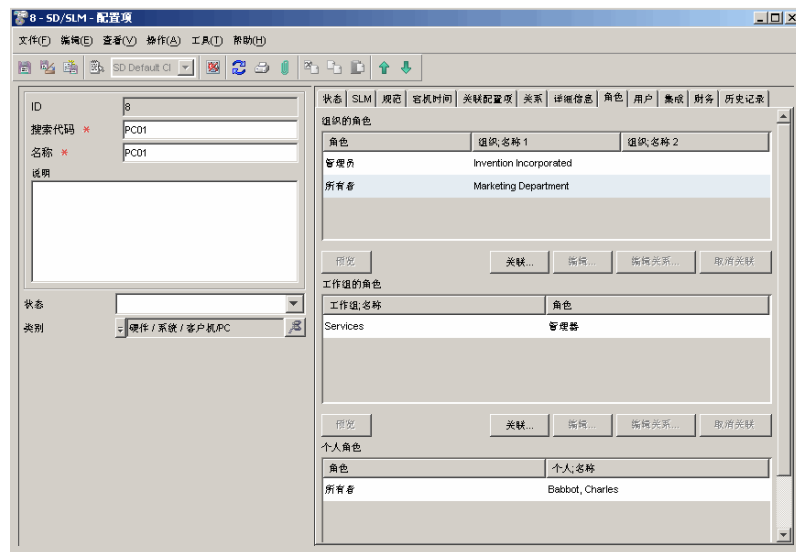 8 - SD/SLM - 配置项
文件(F) 编辑(E) 查看(V) 操作(A) 工具(T) 帮助(H)
SD Default CI
ID 8
搜索代码 * PC01
名称 * PC01
说明
状态
类别 硬件 / 系统 / 客户机/PC
状态 SLM 规范 宕机时间 关联配置项 关系 详细信息 角色 用户 集成 财务 历史记录
组织的角色
角色 组织;名称 1 组织;名称 2
管理员 Invention Incorporated
所有者 Marketing Department
预览 关联... 编辑... 编辑关系... 取消关联
工作组的角色
工作组;名称 角色
Services 管理器
预览 关联... 编辑... 编辑关系... 取消关联
个人角色
角色 个人;名称
所有者 Babbot, Charles